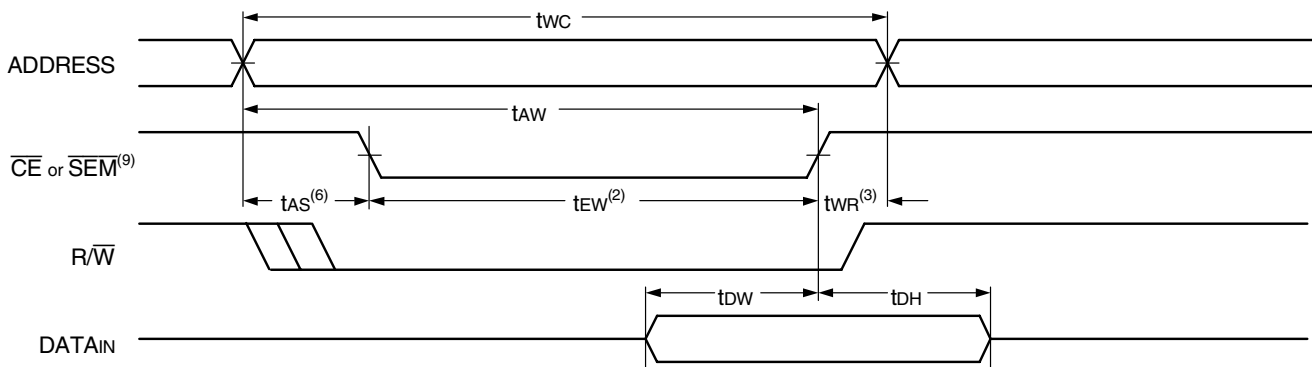 tWC
ADDRESS
tAW
CE or SEM(9)
tAS(6) tEW(2) tWR(3)
R/W
tDW tDH
DATAIN